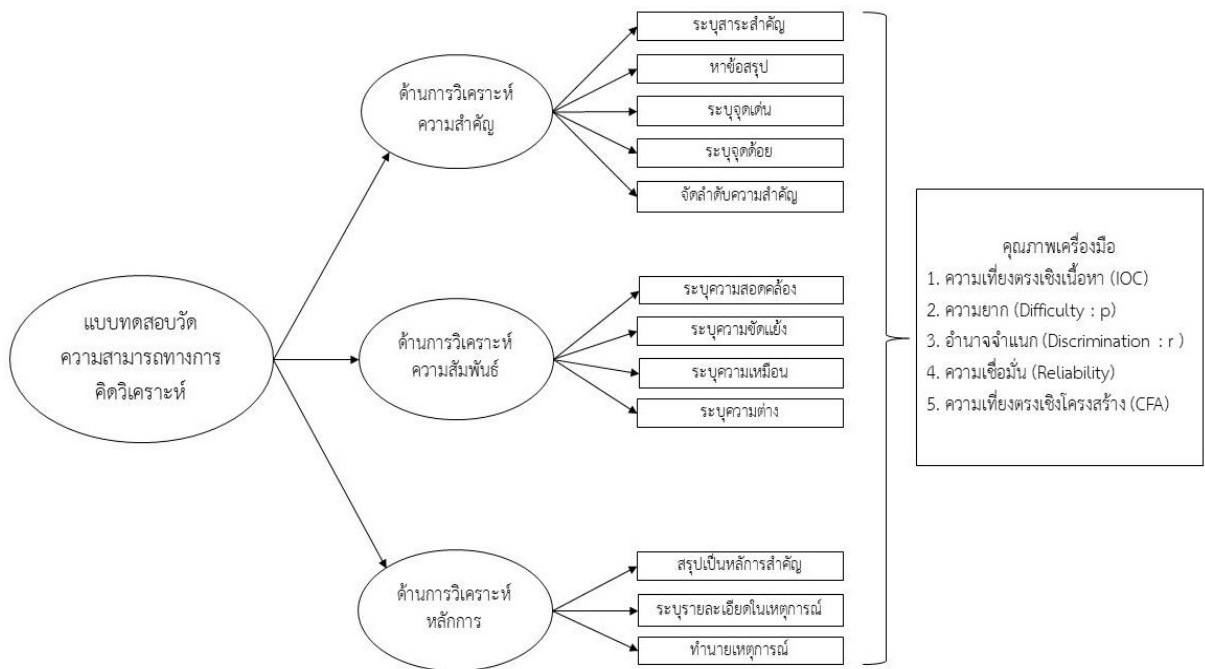 แบบทดสอบวัด
ความสามารถทางการ
คิดวิเคราะห์
ด้านการวิเคราะห์
ความสำคัญ
ระบุสาระสำคัญ
หาข้อสรุป
ระบุจุดเด่น
ระบุจุดด้อย
จัดลำดับความสำคัญ
ด้านการวิเคราะห์
ความสัมพันธ์
ระบุความสอดคล้อง
ระบุความขัดแย้ง
ระบุความเหมือน
ระบุความต่าง
ด้านการวิเคราะห์
หลักการ
สรุปเป็นหลักการสำคัญ
ระบุรายละเอียดในเหตุการณ์
ทำนายเหตุการณ์
คุณภาพเครื่องมือ
1. ความเที่ยงตรงเชิงเนื้อหา (IOC)
2. ความยาก (Difficulty : p)
3. อำนาจจำแนก (Discrimination : r )
4. ความเชื่อมั่น (Reliability)
5. ความเที่ยงตรงเชิงโครงสร้าง (CFA)